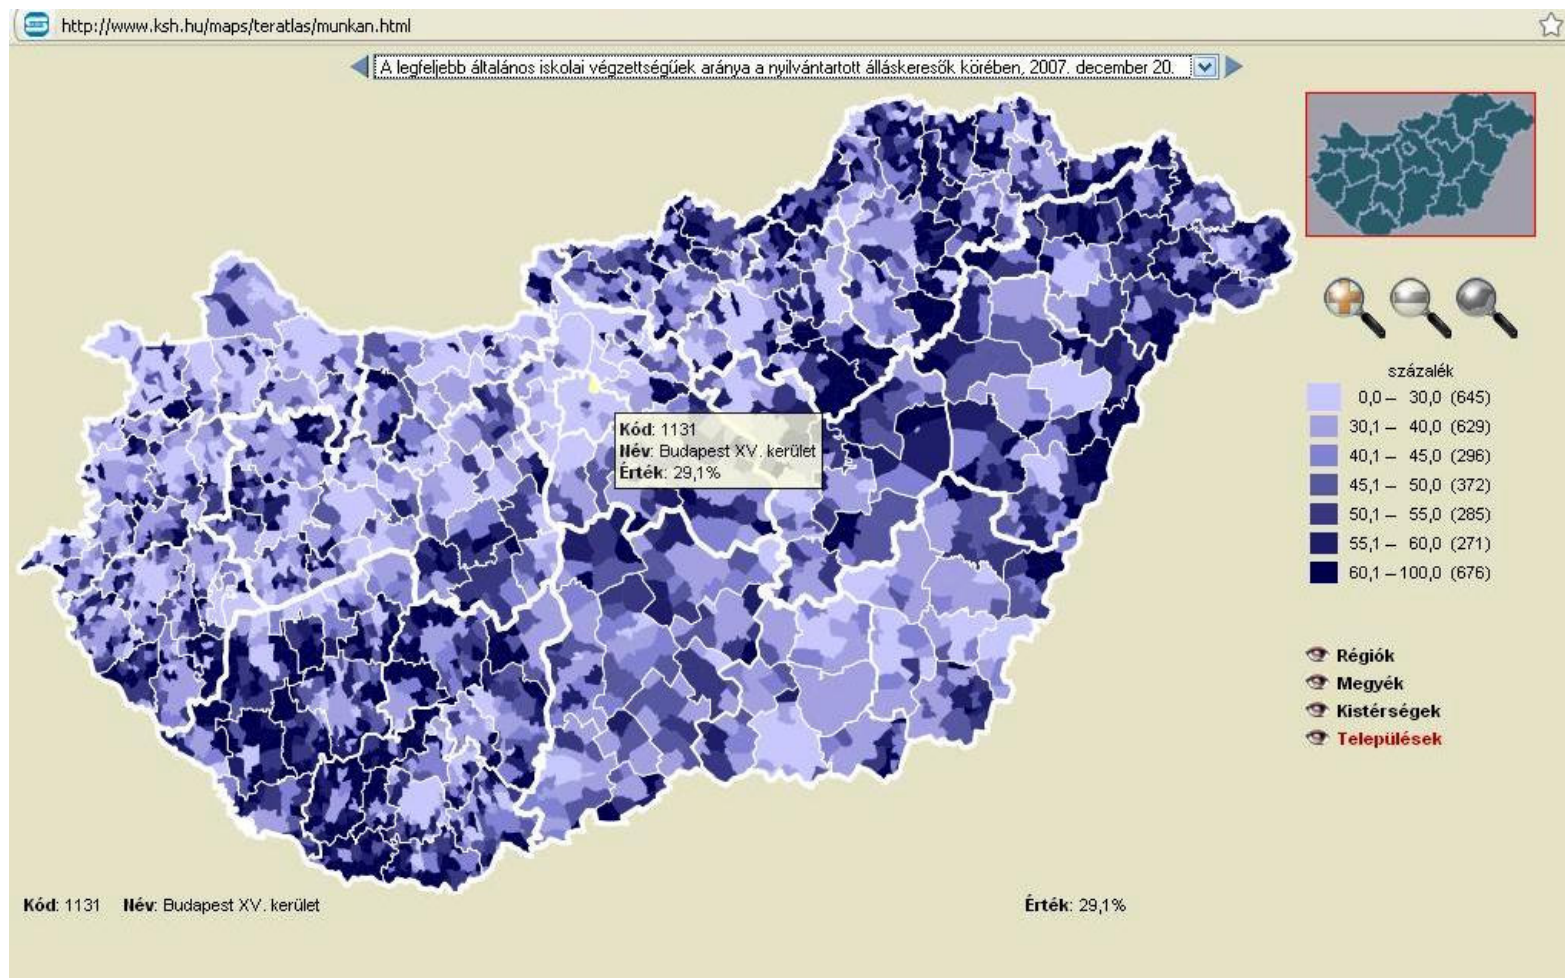 http://www.ksh.hu/maps/teratlas/munkan.html
A legfeljebb általános iskolai végzettségűek aránya a nyilvántartott álláskeresők körében, 2007. december 20.
Kód: 1131
Név: Budapest XV. kerület
Érték: 29,1%
százalék
0,0 – 30,0 (645)
30,1 – 40,0 (629)
40,1 – 45,0 (296)
45,1 – 50,0 (372)
50,1 – 55,0 (285)
55,1 – 60,0 (271)
60,1 – 100,0 (676)
Régiók
Megyék
Kistérségek
Települések
Kód: 1131 Név: Budapest XV. kerület Érték: 29,1%